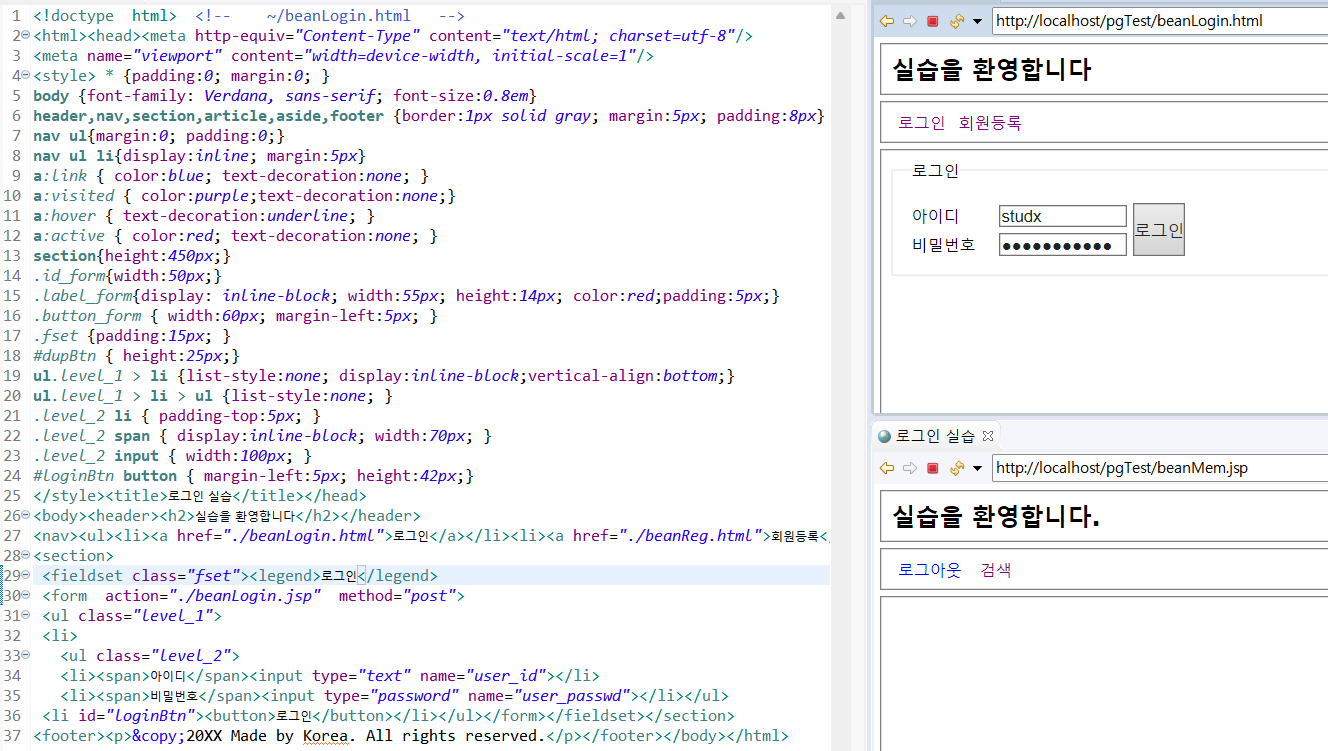 1 <!doctype  html>  <!--    ~/beanLogin.html   -->
2 <html><head><meta http-equiv="Content-Type" content="text/html; charset=utf-8"/>
3 <meta name="viewport" content="width=device-width, initial-scale=1"/>
4 <style> * {padding:0; margin:0; }
5 body {font-family: Verdana, sans-serif; font-size:0.8em}
6 header,nav,section,article,aside,footer {border:1px solid gray; margin:5px; padding:8px}
7 nav ul{margin:0; padding:0;}
8 nav ul li{display:inline; margin:5px}
9 a:link { color:blue; text-decoration:none; }
10 a:visited { color:purple;text-decoration:none;}
11 a:hover { text-decoration:underline; }
12 a:active { color:red; text-decoration:none; }
13 section{height:450px;}
14 .id_form{width:50px;}
15 .label_form{display: inline-block; width:55px; height:14px; color:red;padding:5px;}
16 .button_form { width:60px; margin-left:5px; }
17 .fset {padding:15px; }
18 #dupBtn { height:25px;}
19 ul.level_1 > li {list-style:none; display:inline-block;vertical-align:bottom;}
20 ul.level_1 > li > ul {list-style:none; }
21 .level_2 li { padding-top:5px; }
22 .level_2 span { display:inline-block; width:70px; }
23 .level_2 input { width:100px; }
24 #loginBtn button { margin-left:5px; height:42px;}
25 </style><title>로그인 실습</title></head>
26 <body><header><h2>실습을 환영합니다</h2></header>
27 <nav><ul><li><a href="./beanLogin.html">로그인</a></li><li><a href="./beanReg.html">회원등록<
28 <section>
29  <fieldset class="fset"><legend>로그인</legend>
30  <form  action="./beanLogin.jsp"  method="post">
31  <ul class="level_1">
32  <li>
33    <ul class="level_2">
34    <li><span>아이디</span><input type="text" name="user_id"></li>
35    <li><span>비밀번호</span><input type="password" name="user_passwd"></li></ul>
36  <li id="loginBtn"><button>로그인</button></li></ul></form></fieldset></section>
37 <footer><p>&copy;20XX Made by Korea. All rights reserved.</p></footer></body></html>
http://localhost/pgTest/beanLogin.html
실습을 환영합니다
로그인 회원등록
로그인
아이디 studx
비밀번호 ●●●●●●●●●●●
로그인
로그인 실습
http://localhost/pgTest/beanMem.jsp
실습을 환영합니다.
로그아웃 검색